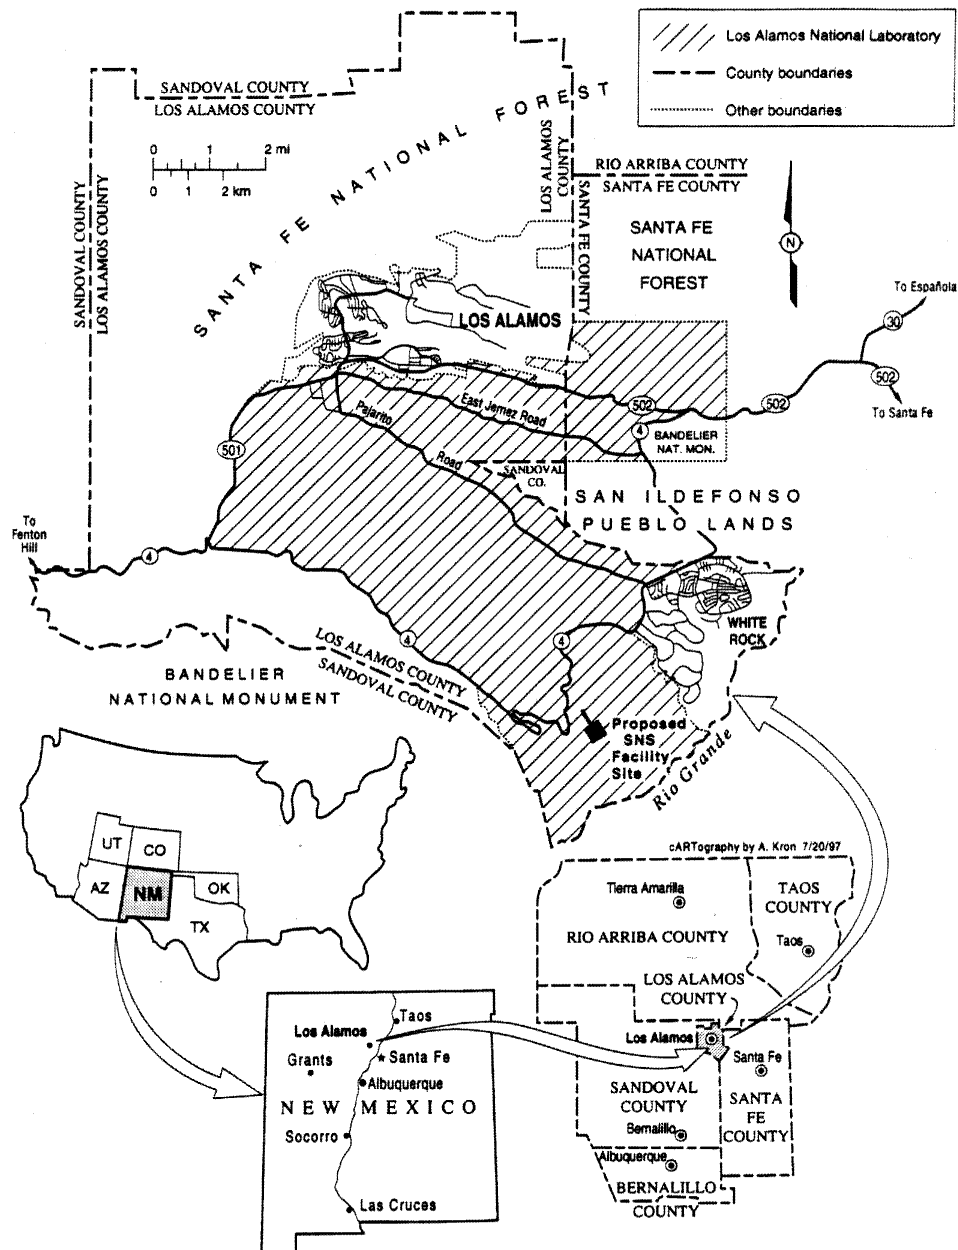 Los Alamos National Laboratory
County boundaries
Other boundaries
SANDOVAL COUNTY
LOS ALAMOS COUNTY
0 1 2 mi
0 1 2 km
SANTA FE NATIONAL FOREST
SANDOVAL COUNTY
LOS ALAMOS COUNTY
LOS ALAMOS
COUNTY
SANTA FE COUNTY
RIO ARRIBA COUNTY
SANTA FE COUNTY
SANTA FE
NATIONAL
FOREST
N
To Española
30
502
To Santa Fe
502
502
LOS ALAMOS
East Jemez Road
Pajarito
Road
4
BANDELIER
NAT. MON.
501
SANDOVAL
CO.
SAN ILDEFONSO
PUEBLO LANDS
To
Fenton
Hill
4
4
4
WHITE
ROCK
LOS ALAMOS COUNTY
SANDOVAL COUNTY
BANDELIER
NATIONAL MONUMENT
Proposed
SNS
Facility
Site
Rio Grande
cARTography by A. Kron 7/20/97
UT
CO
AZ
NM
OK
TX
Taos
Los Alamos
Grants
Santa Fe
Albuquerque
NEW MEXICO
Socorro
Las Cruces
Tierra Amarilla
TAOS
COUNTY
RIO ARRIBA COUNTY
Taos
LOS ALAMOS
COUNTY
Los Alamos
Santa Fe
SANDOVAL
COUNTY
SANTA
FE
COUNTY
Bernalillo
Albuquerque
BERNALILLO
COUNTY